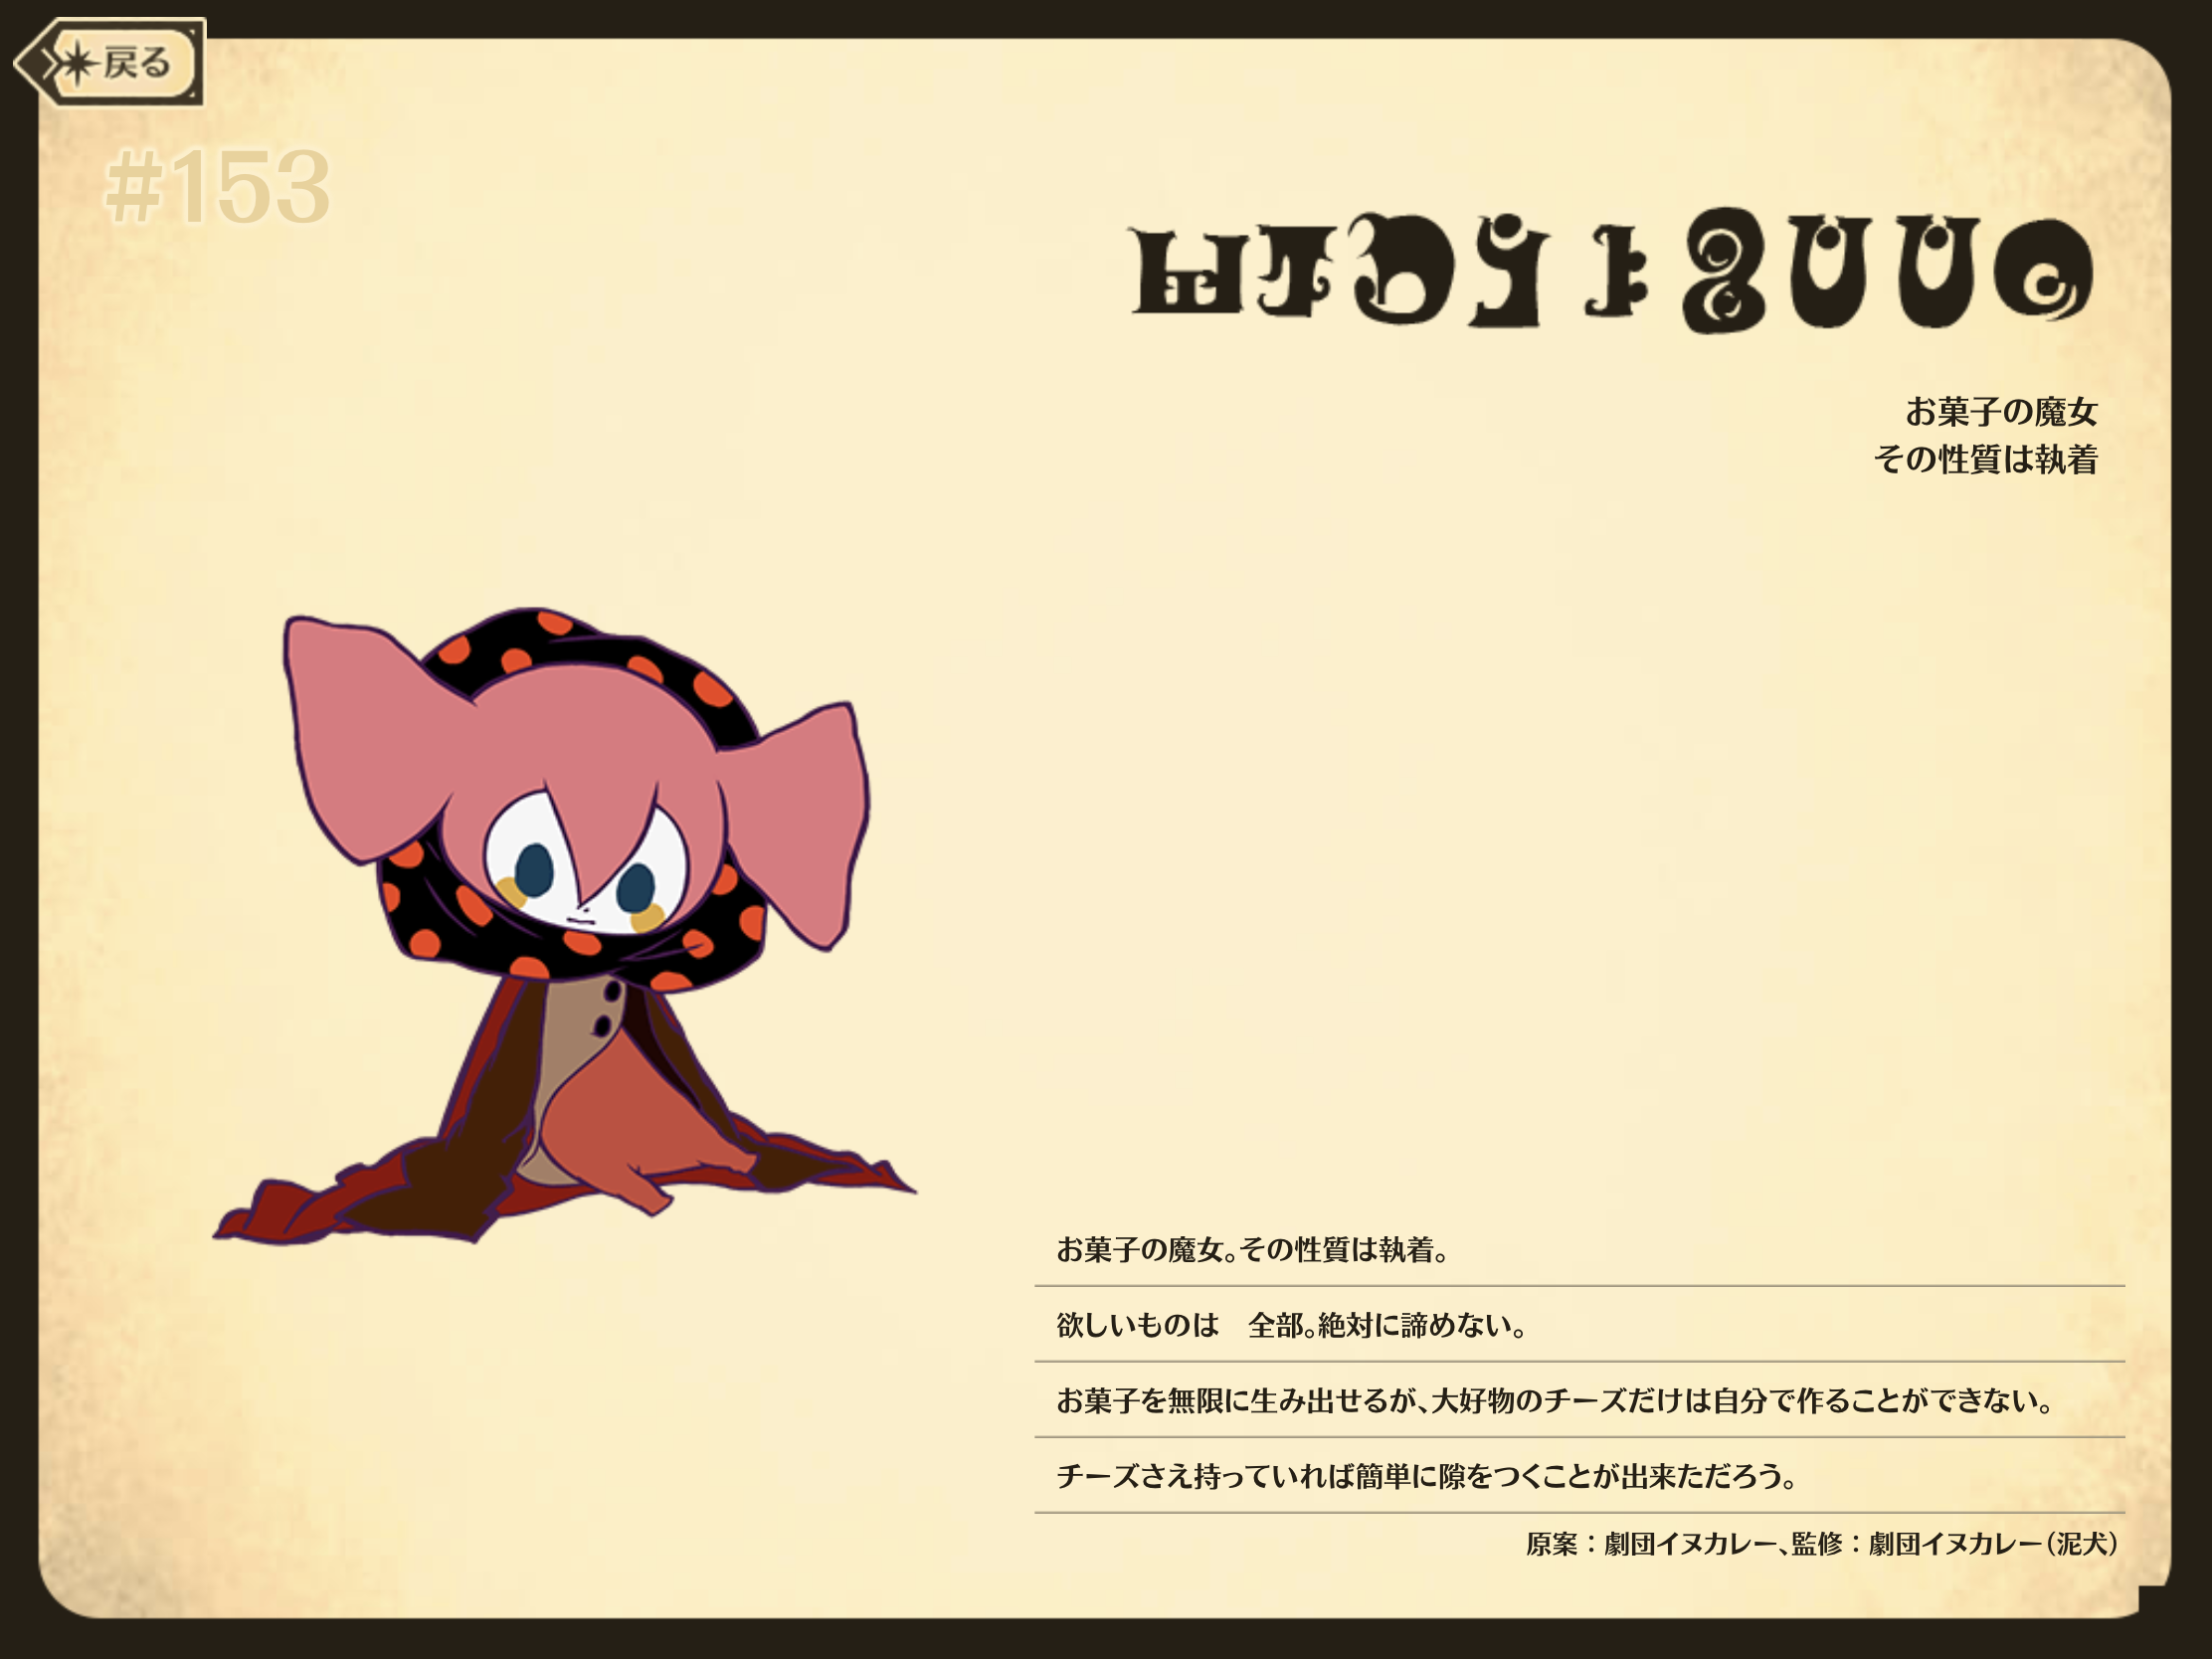 戻る
#153
お菓子の魔女
その性質は執着
お菓子の魔女。その性質は執着。
欲しいものは　全部。絶対に諦めない。
お菓子を無限に生み出せるが、大好物のチーズだけは自分で作ることができない。
チーズさえ持っていれば簡単に隙をつくことが出来ただろう。
原案：劇団イヌカレー、監修：劇団イヌカレー（泥犬）